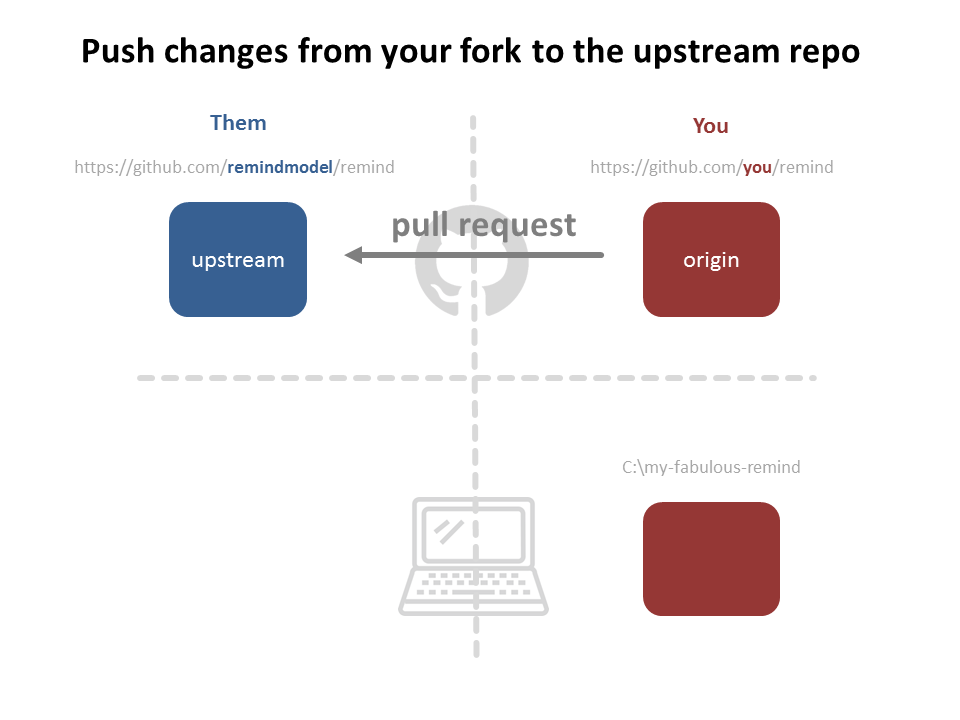 Push changes from your fork to the upstream repo
Them
You
https://github.com/remindmodel/remind
https://github.com/you/remind
pull request
upstream
origin
C:\my-fabulous-remind